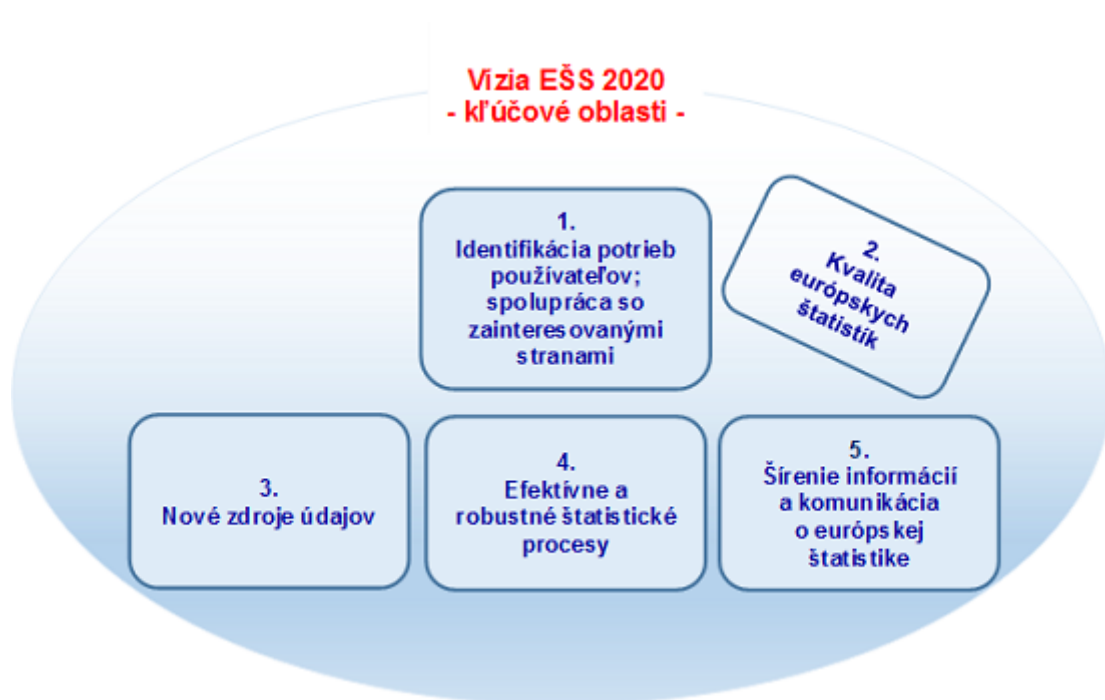 Vízia EŠS 2020
- kľúčové oblasti -
1.
Identifikácia potrieb
používateľov;
spolupráca so
zainteresovanými
stranami
2.
Kvalita
európskych
štatistík
3.
Nové zdroje údajov
4.
Efektívne a
robustné štatistické
procesy
5.
Šírenie informácií
a komunikácia
o európskej
štatistike